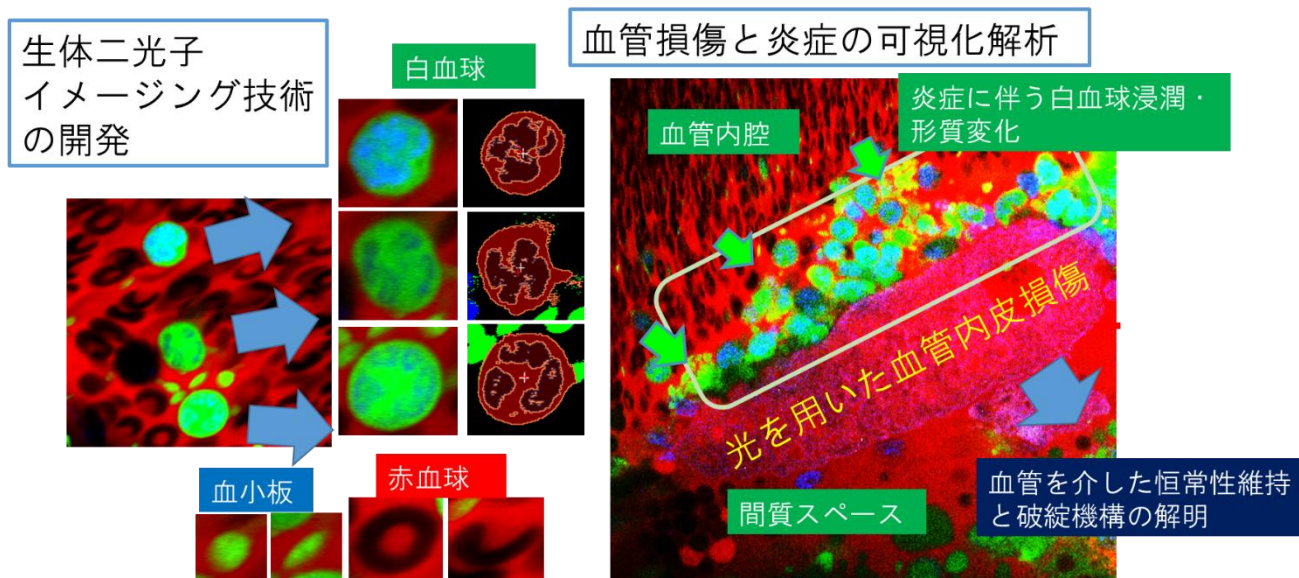 生体二光子
イメージング技術
の開発
白血球
血小板
赤血球
血管損傷と炎症の可視化解析
血管内腔
炎症に伴う白血球浸潤・
形質変化
光を用いた血管内皮損傷
間質スペース
血管を介した恒常性維持
と破綻機構の解明